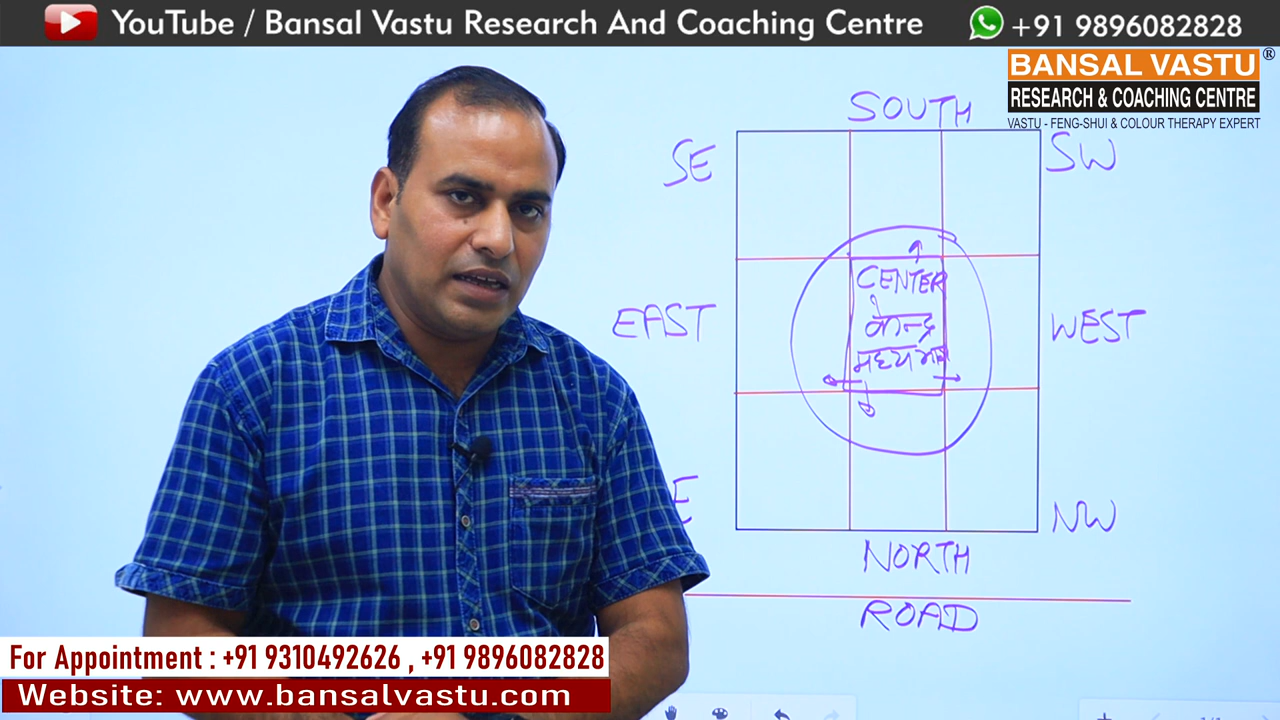 YouTube / Bansal Vastu Research And Coaching Centre
+91 9896082828
BANSAL VASTU ®
RESEARCH & COACHING CENTRE
VASTU - FENG-SHUI & COLOUR THERAPY EXPERT
SOUTH
SE
SW
CENTER
केन्द्र
EAST
WEST
मध्य
E
NW
NORTH
ROAD
For Appointment : +91 9310492626 , +91 9896082828
Website: www.bansalvastu.com